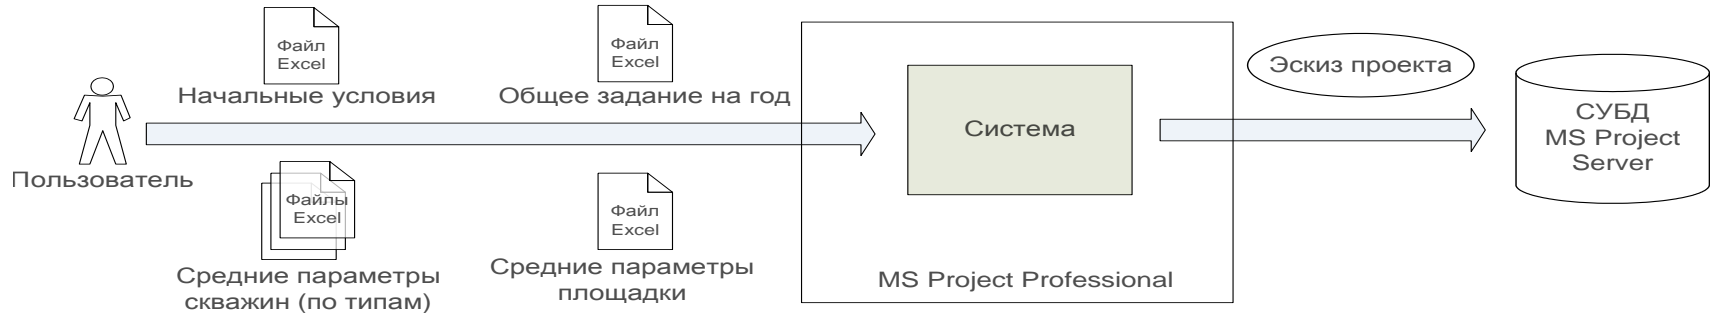 Файл
Excel
Начальные условия
Файл
Excel
Общее задание на год
Пользователь
Файлы
Excel
Средние параметры
скважин (по типам)
Файл
Excel
Средние параметры
площадки
Система
MS Project Professional
Эскиз проекта
СУБД
MS Project
Server